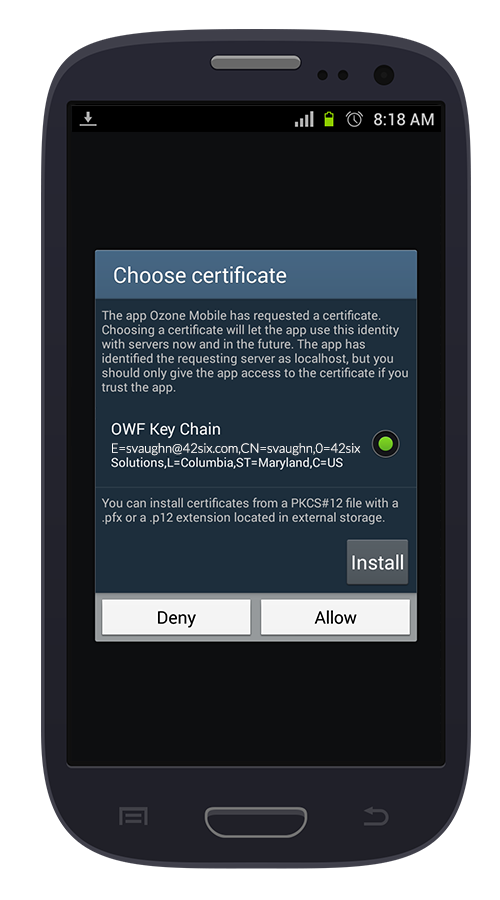 8:18 AM
Choose certificate
The app Ozone Mobile has requested a certificate.
Choosing a certificate will let the app use this identity
with servers now and in the future. The app has
identified the requesting server as localhost, but you
should only give the app access to the certificate if you
trust the app.
OWF Key Chain
E=svaughn@42six.com,CN=svaughn,0=42six
Solutions,L=Columbia,ST=Maryland,C=US
You can install certificates from a PKCS#12 file with a
.pfx or a .p12 extension located in external storage.
Install
Deny
Allow